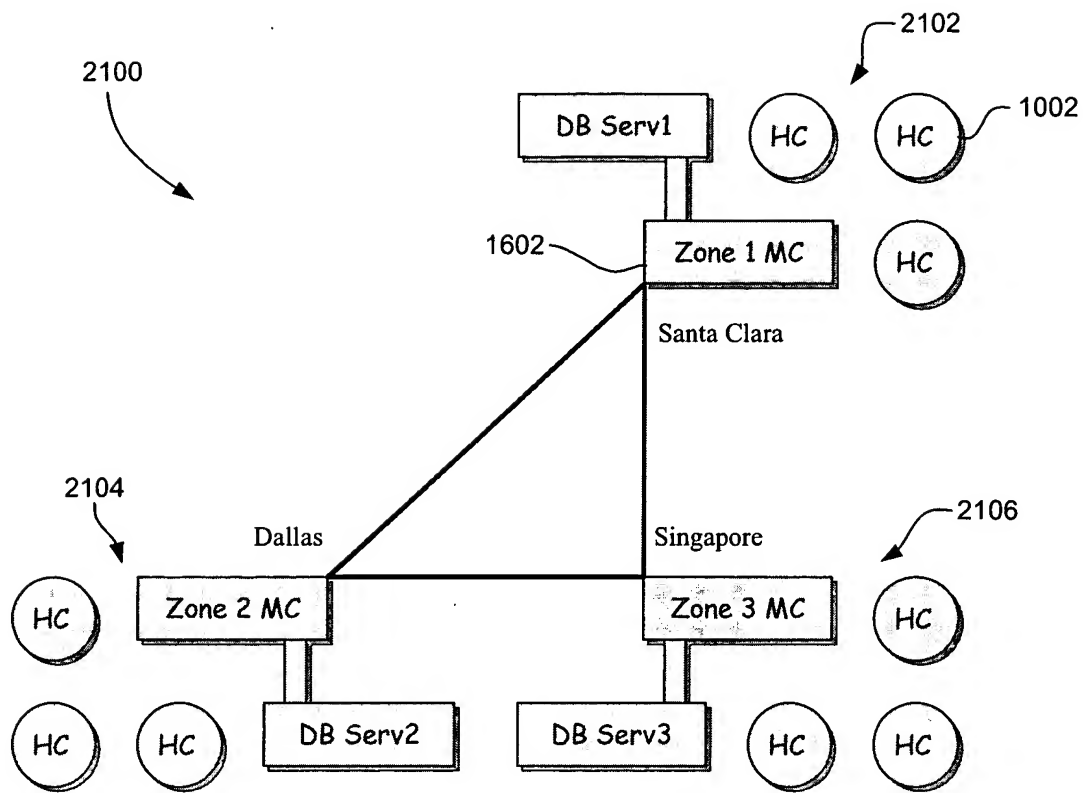 2102
2100
1002
DB Serv1
HC
HC
1602
Zone 1 MC
HC
Santa Clara
2104
2106
Dallas
Singapore
HC
Zone 2 MC
Zone 3 MC
HC
HC
HC
DB Serv2
DB Serv3
HC
HC